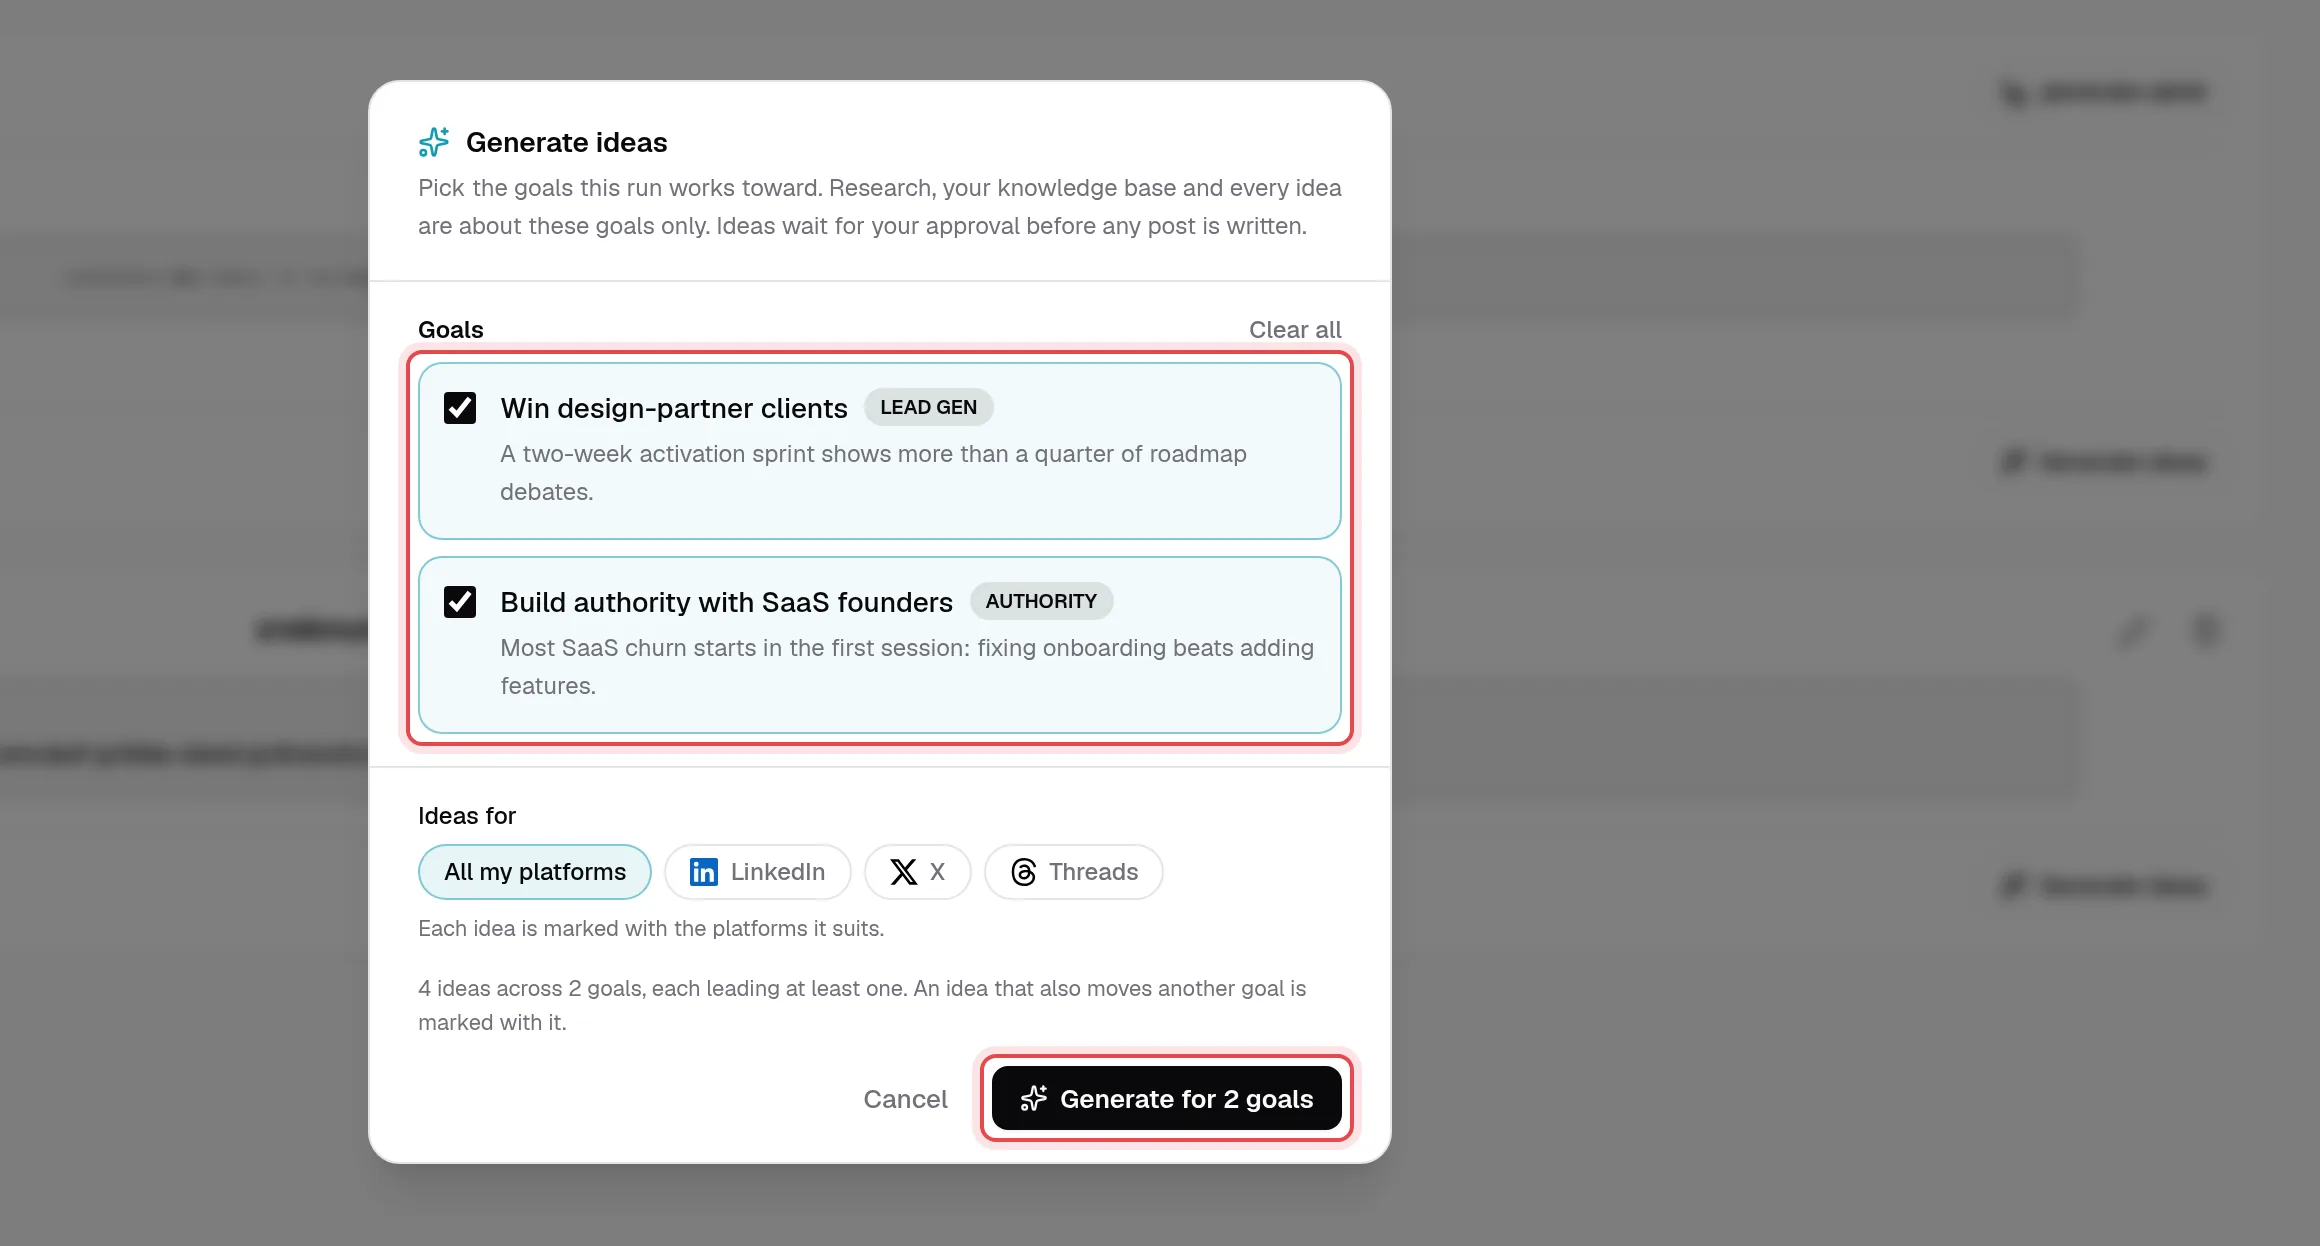 Generate ideas
Pick the goals this run works toward. Research, your knowledge base and every idea
are about these goals only. Ideas wait for your approval before any post is written.
Goals
Clear all
Win design-partner clients
LEAD GEN
A two-week activation sprint shows more than a quarter of roadmap
debates.
Build authority with SaaS founders
AUTHORITY
Most SaaS churn starts in the first session: fixing onboarding beats adding
features.
Ideas for
All my platforms
LinkedIn
X
Threads
Each idea is marked with the platforms it suits.
4 ideas across 2 goals, each leading at least one. An idea that also moves another goal is
marked with it.
Cancel
Generate for 2 goals